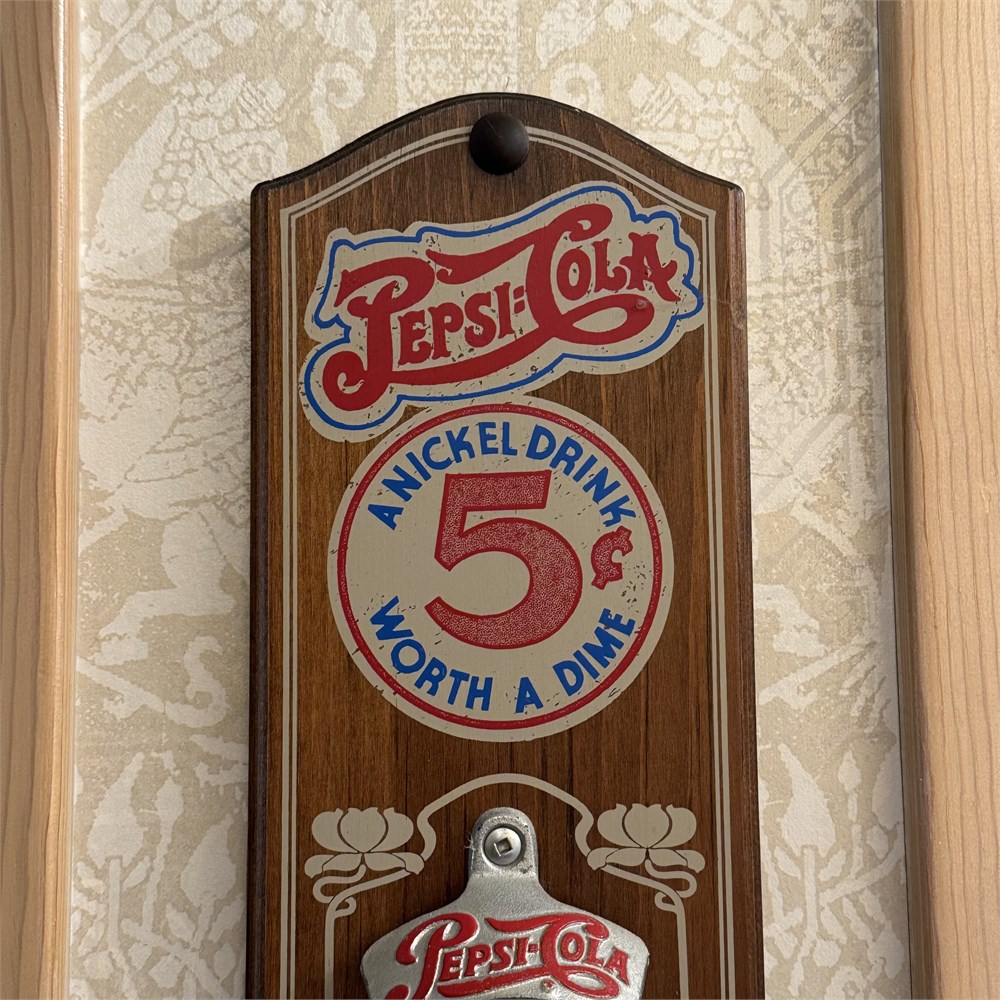 PEPSI=COLA
A NICKEL DRINK
5¢
WORTH A DIME
PEPSI=COLA